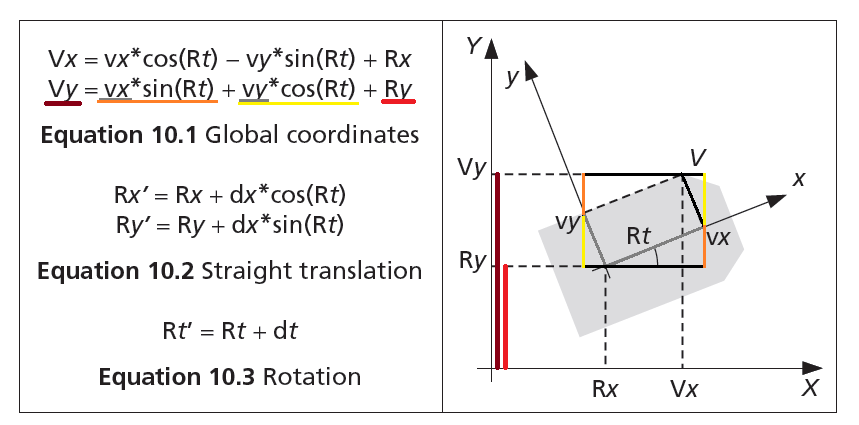 Vx = vx*cos(Rt) – vy*sin(Rt) + Rx
Vy = vx*sin(Rt) + vy*cos(Rt) + Ry
Equation 10.1 Global coordinates
Rx′ = Rx + dx*cos(Rt)
Ry′ = Ry + dx*sin(Rt)
Equation 10.2 Straight translation
Rt′ = Rt + dt
Equation 10.3 Rotation
Y
y
Vy
V
x
vy
Rt
vx
Ry
Rx
Vx
X